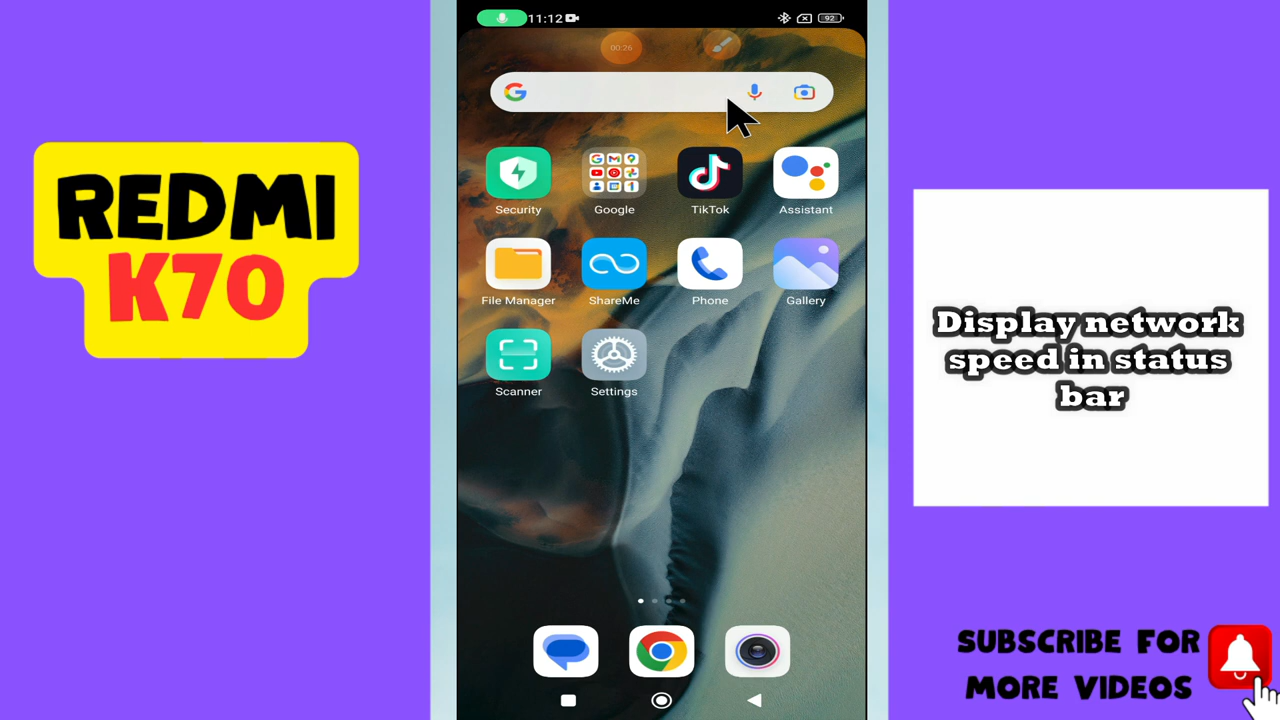 REDMI
K70
11:12
92
00:26
Security
Google
TikTok
Assistant
File Manager
ShareMe
Phone
Gallery
Scanner
Settings
Display network
speed in status
bar
SUBSCRIBE FOR
MORE VIDEOS